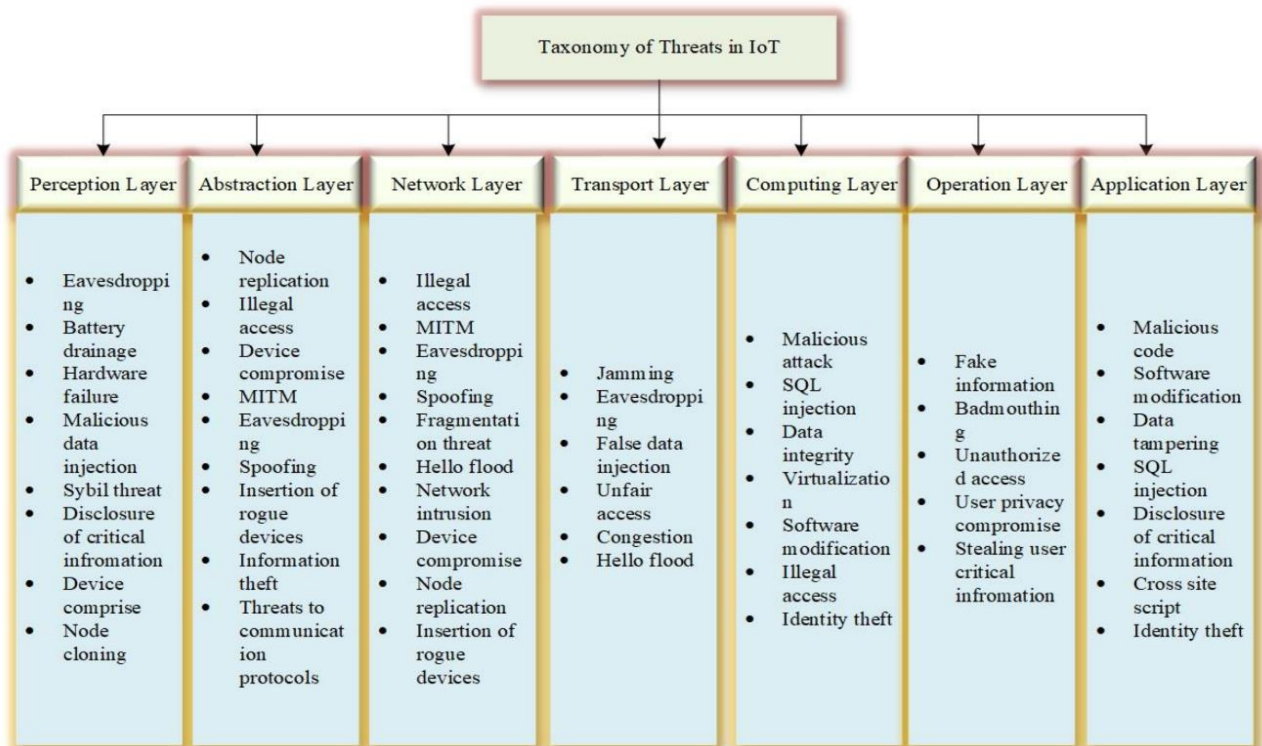 Taxonomy of Threats in IoT
Perception Layer
Abstraction Layer
Network Layer
Transport Layer
Computing Layer
Operation Layer
Application Layer
• Eavesdroppi
ng
• Battery
drainage
• Hardware
failure
• Malicious
data
injection
• Sybil threat
• Disclosure
of critical
infromation
• Device
comprise
• Node
cloning
• Node
replication
• Illegal
access
• Device
compromise
• MITM
• Eavesdroppi
ng
• Spoofing
• Insertion of
rogue
devices
• Information
theft
• Threats to
communicat
ion
protocols
• Illegal
access
• MITM
• Eavesdroppi
ng
• Spoofing
• Fragmentati
on threat
• Hello flood
• Network
intrusion
• Device
compromise
• Node
replication
• Insertion of
rogue
devices
• Jamming
• Eavesdroppi
ng
• False data
injection
• Unfair
access
• Congestion
• Hello flood
• Malicious
attack
• SQL
injection
• Data
integrity
• Virtualizatio
n
• Software
modification
• Illegal
access
• Identity theft
• Fake
information
• Badmouthin
g
• Unauthorize
d access
• User privacy
compromise
• Stealing user
critical
infromation
• Malicious
code
• Software
modification
• Data
tampering
• SQL
injection
• Disclosure
of critical
information
• Cross site
script
• Identity theft